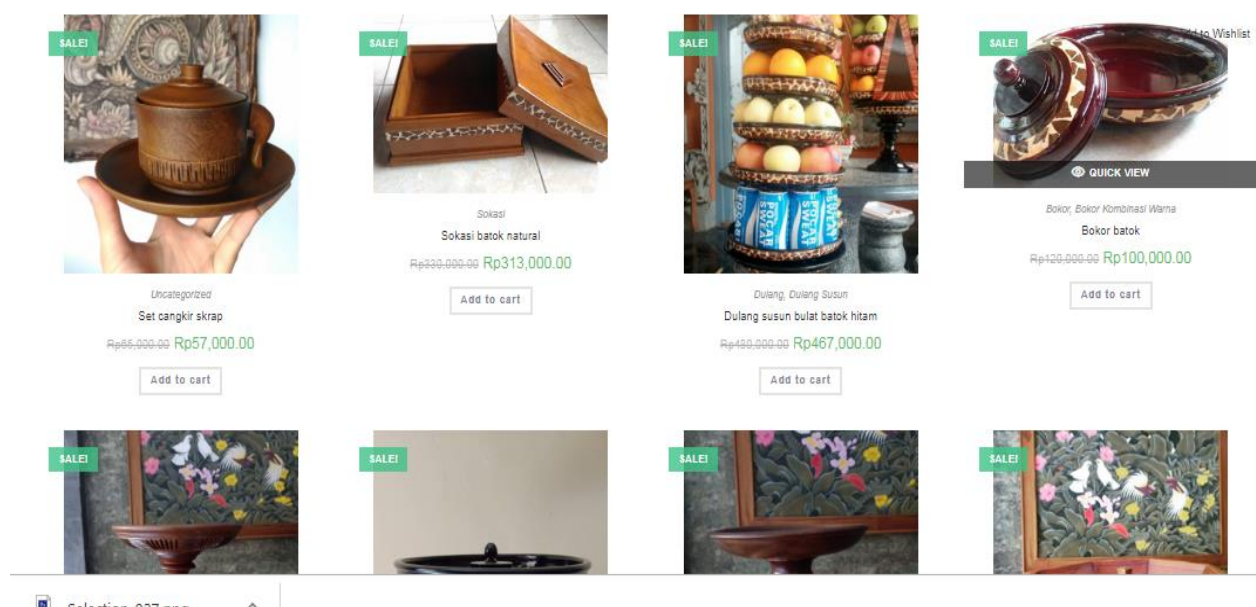 SALE!
SALE!
SALE!
SALE!
to Wishlist
POCARI
SWEAT
QUICK VIEW
Uncategorized
Set cangkir skrap
Rp57,000.00
Add to cart
Sokasi
Sokasi batok natural
Rp330,000.00 Rp313,000.00
Add to cart
Dulang, Dulang Susun
Dulang susun bulat batok hitam
Rp480,000.00 Rp467,000.00
Add to cart
Bokor, Bokor Kombinasi Warna
Bokor batok
Rp120,000.00 Rp100,000.00
Add to cart
SALE!
SALE!
SALE!
SALE!